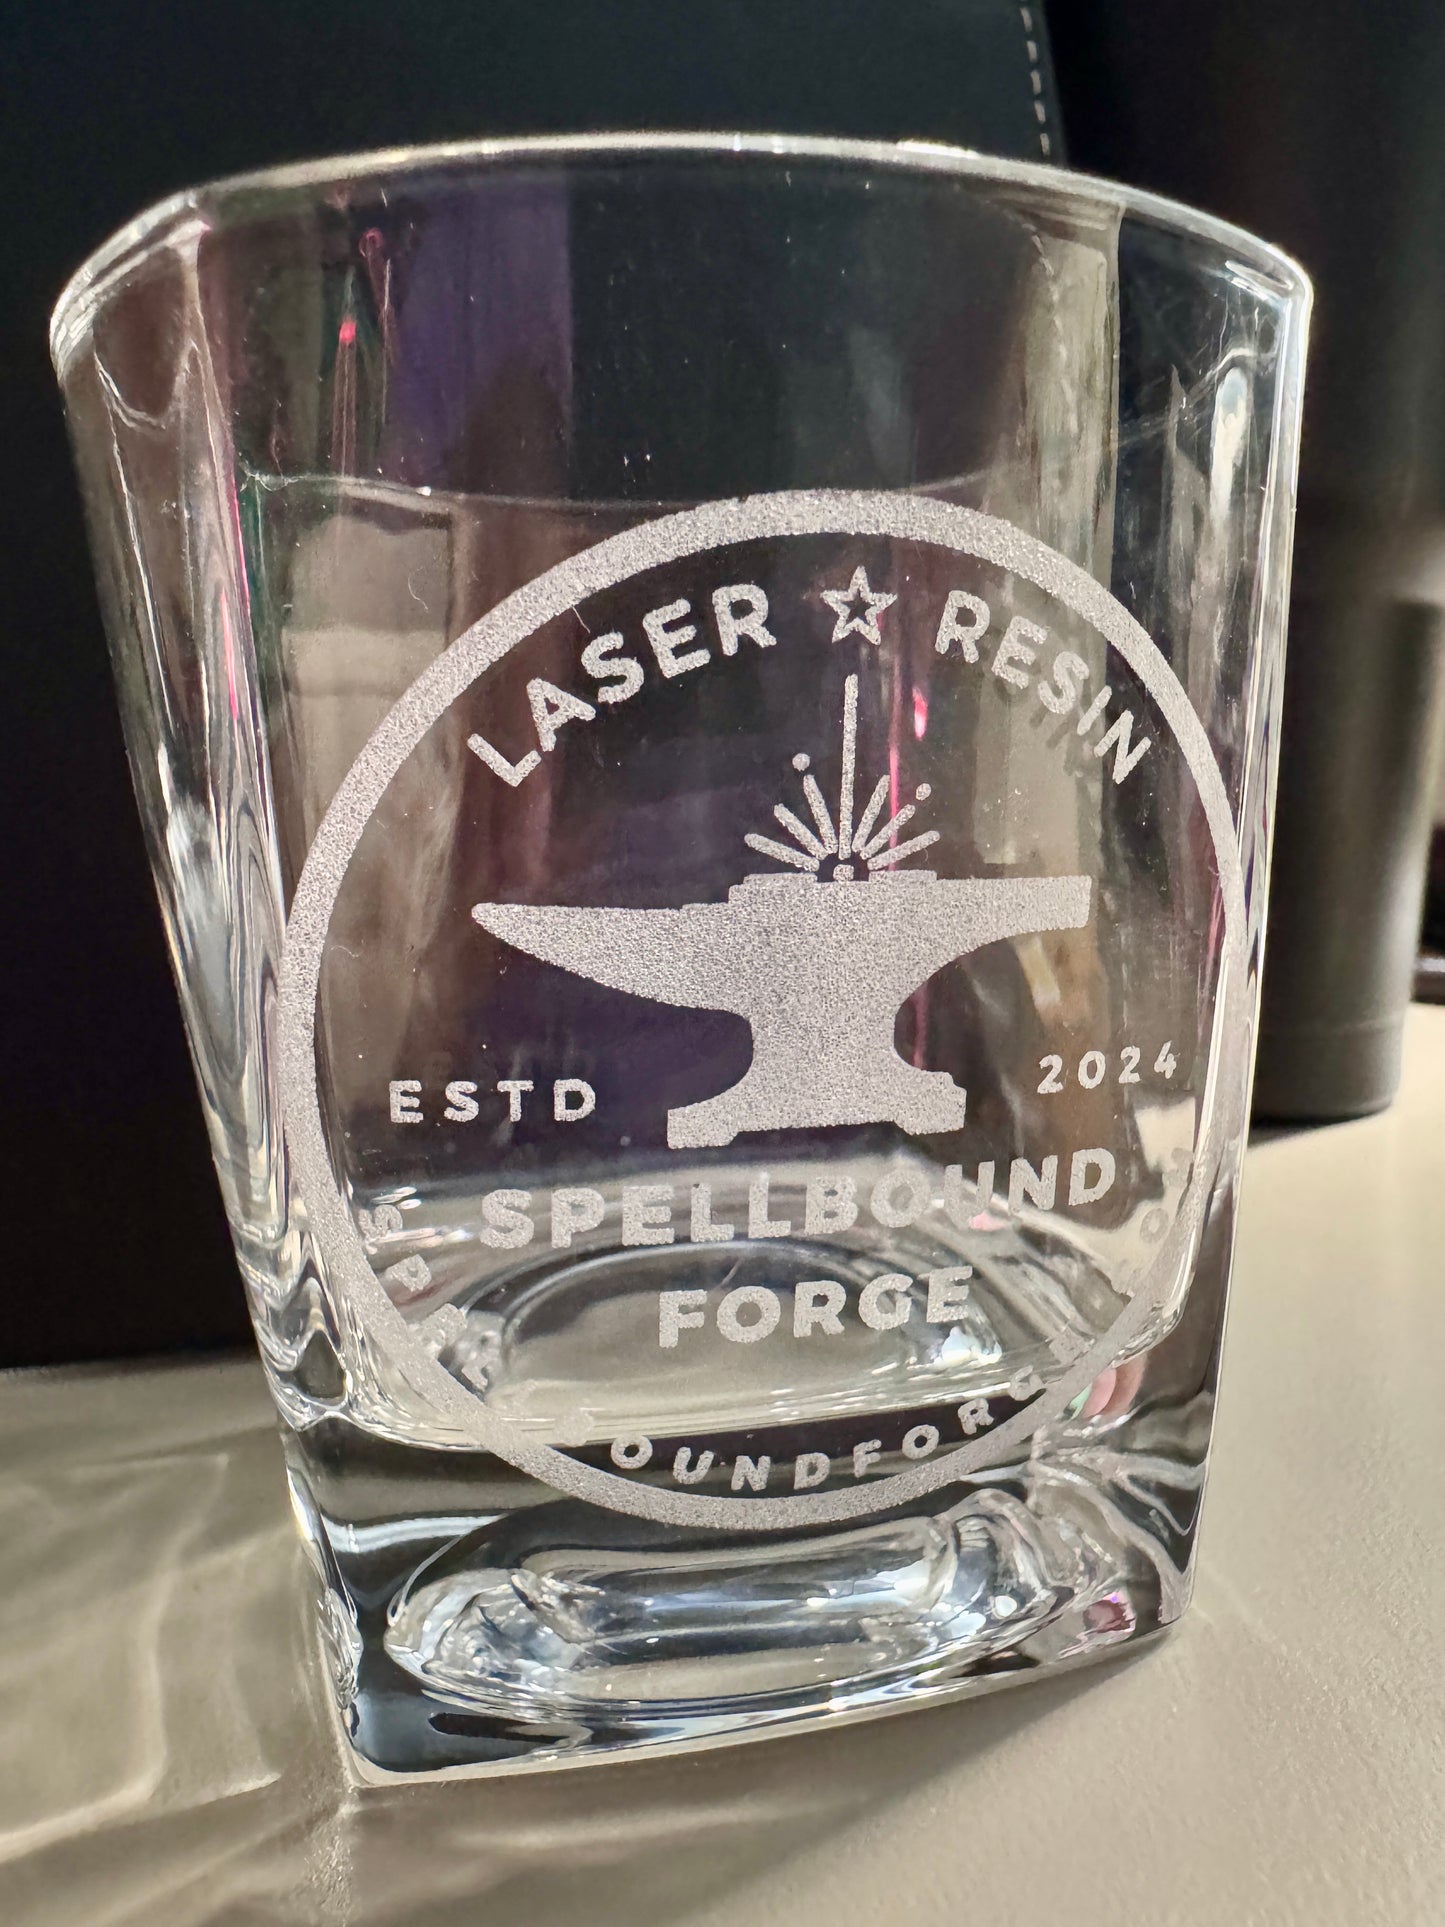 LASER ☆ RESIN
ESTD 2024
SPELLBOUND
FORGE